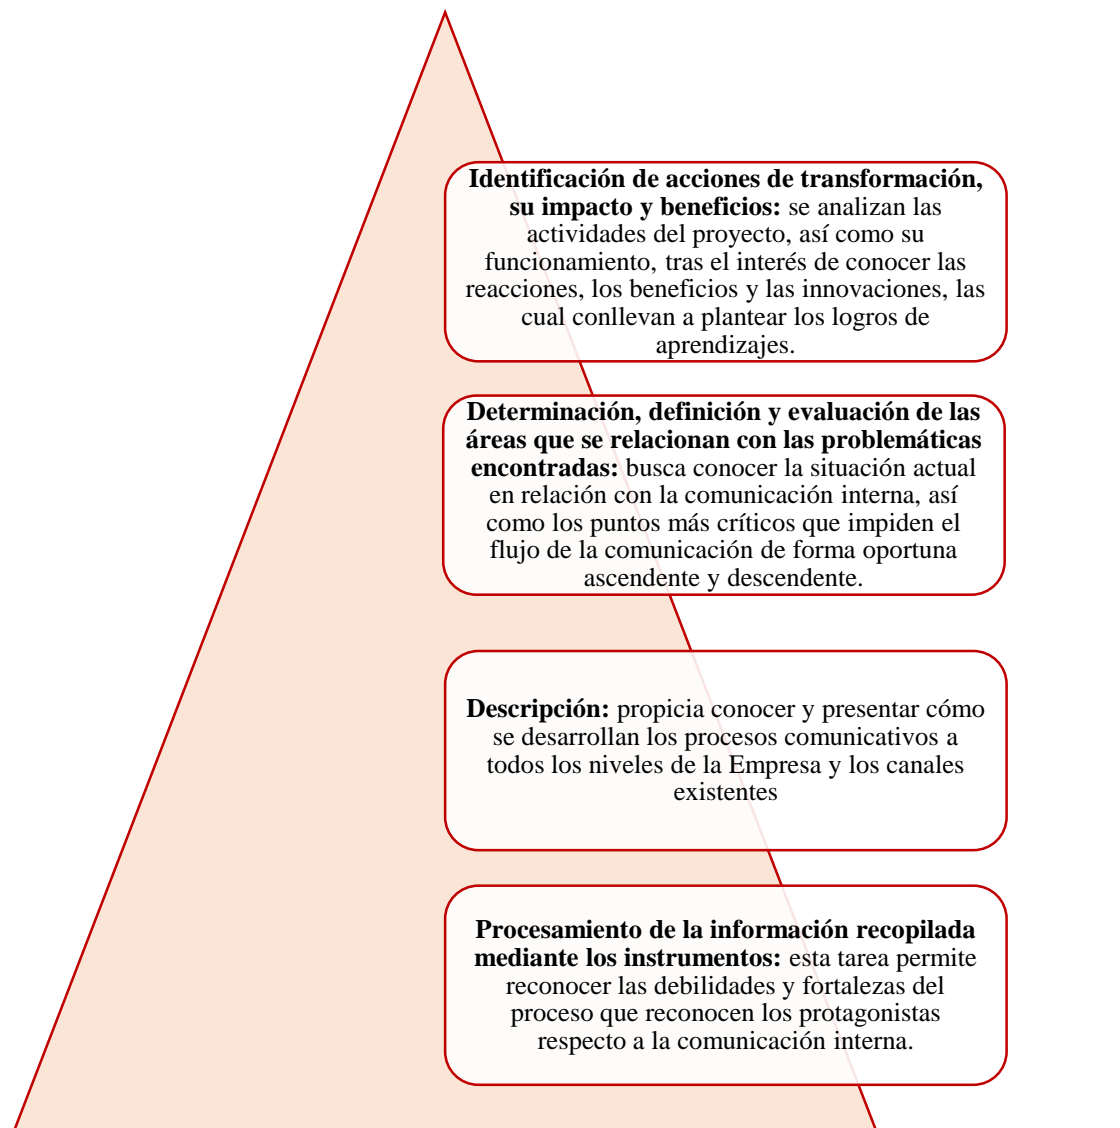 Identificación de acciones de transformación,
su impacto y beneficios: se analizan las
actividades del proyecto, así como su
funcionamiento, tras el interés de conocer las
reacciones, los beneficios y las innovaciones, las
cual conllevan a plantear los logros de
aprendizajes.
Determinación, definición y evaluación de las
áreas que se relacionan con las problemáticas
encontradas: busca conocer la situación actual
en relación con la comunicación interna, así
como los puntos más críticos que impiden el
flujo de la comunicación de forma oportuna
ascendente y descendente.
Descripción: propicia conocer y presentar cómo
se desarrollan los procesos comunicativos a
todos los niveles de la Empresa y los canales
existentes
Procesamiento de la información recopilada
mediante los instrumentos: esta tarea permite
reconocer las debilidades y fortalezas del
proceso que reconocen los protagonistas
respecto a la comunicación interna.